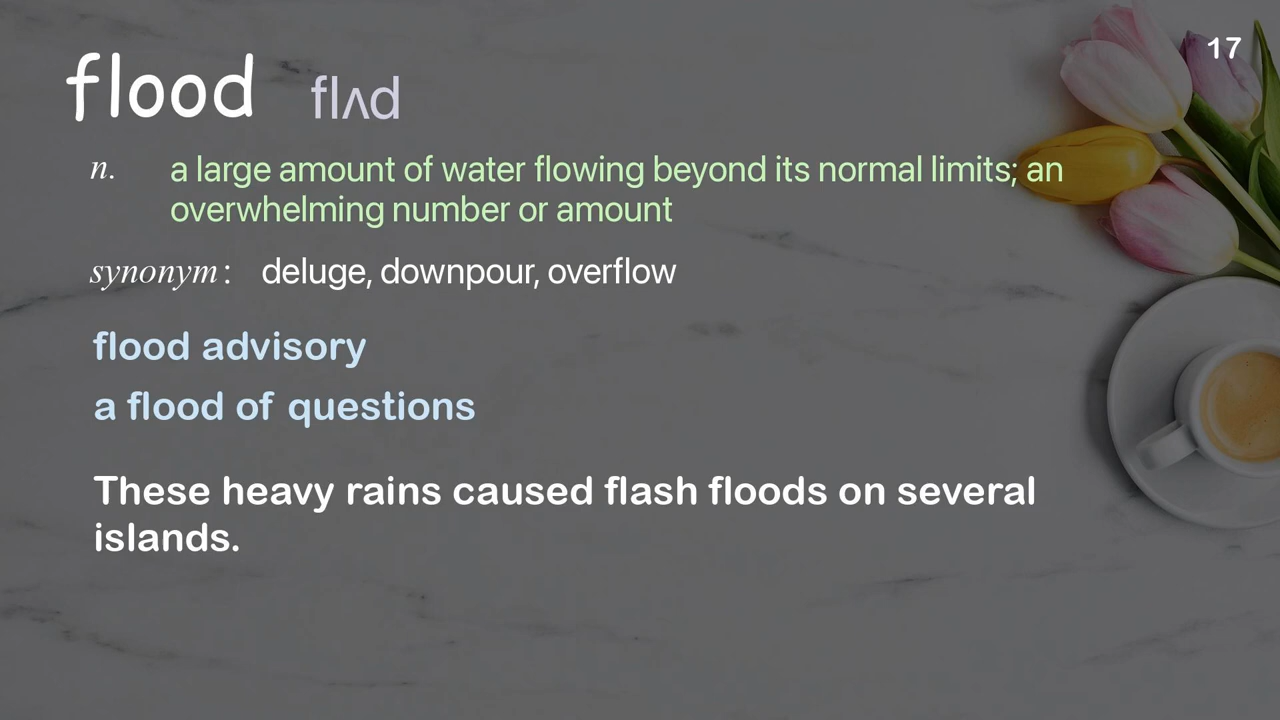 17
flood flʌd
n. a large amount of water flowing beyond its normal limits; an
overwhelming number or amount
synonym: deluge, downpour, overflow
flood advisory
a flood of questions
These heavy rains caused flash floods on several
islands.